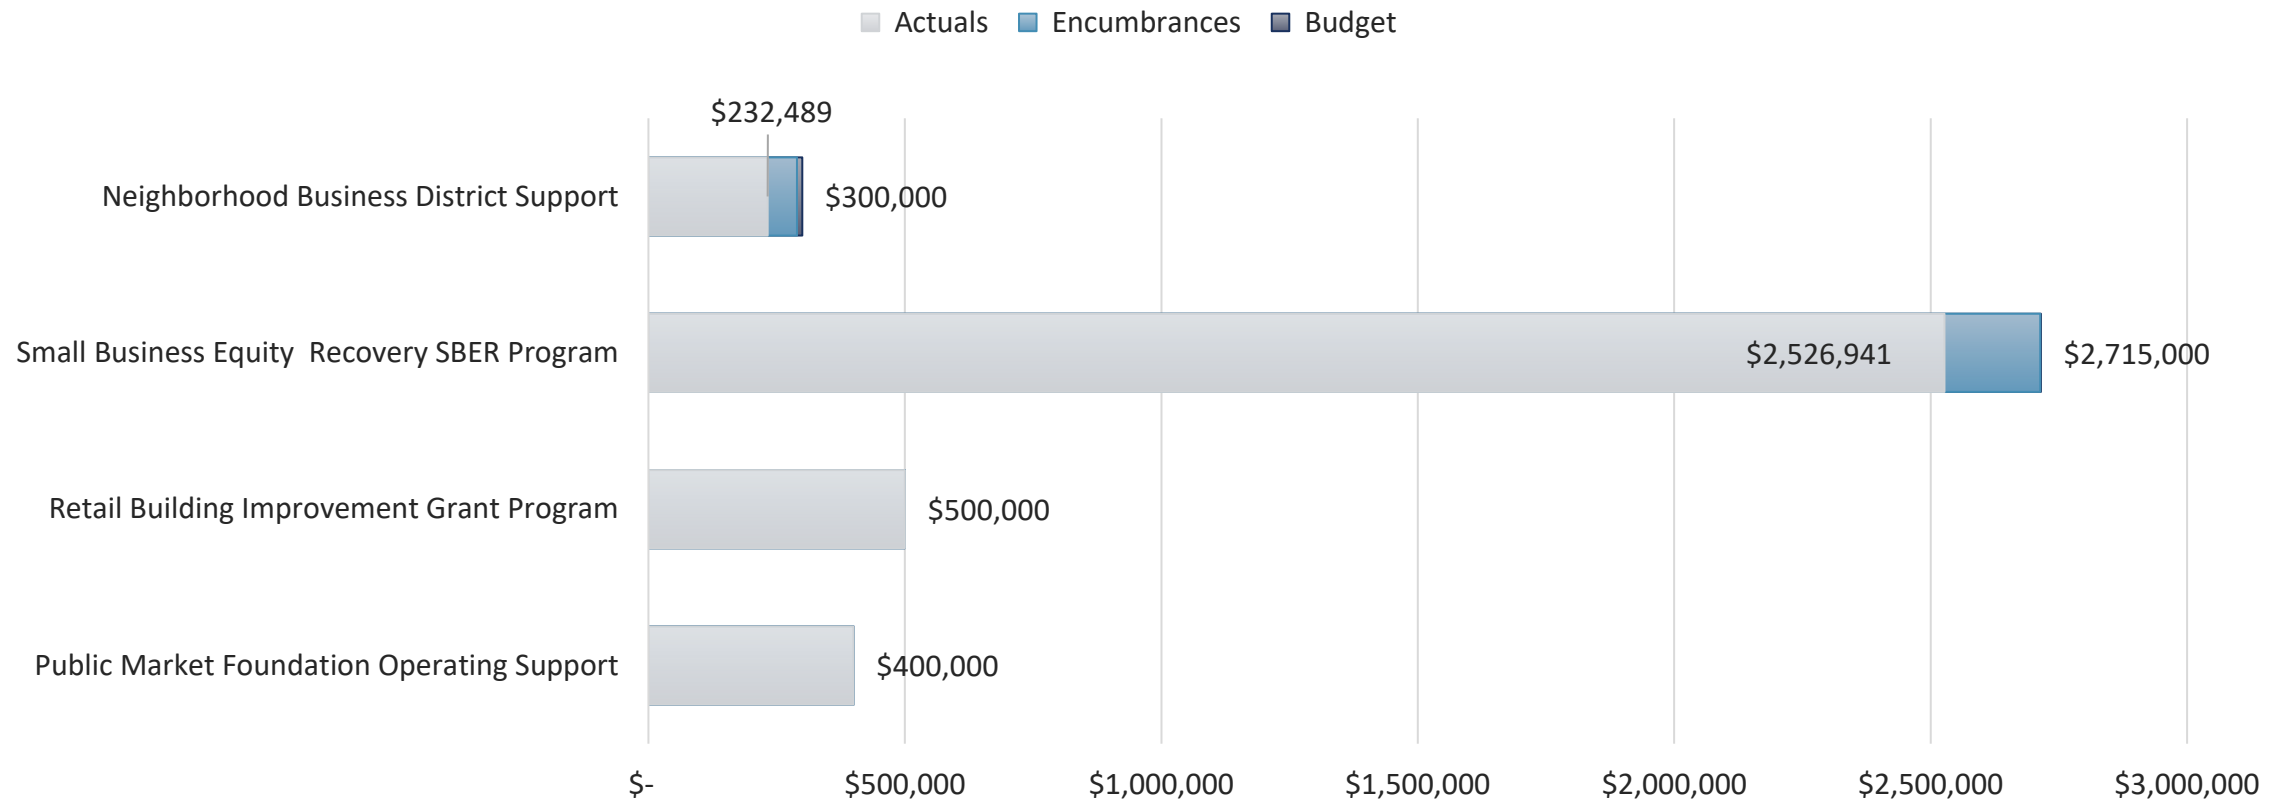 Actuals Encumbrances Budget
$232,489
Neighborhood Business District Support $300,000
Small Business Equity  Recovery SBER Program $2,526,941 $2,715,000
Retail Building Improvement Grant Program $500,000
Public Market Foundation Operating Support $400,000
$- $500,000 $1,000,000 $1,500,000 $2,000,000 $2,500,000 $3,000,000